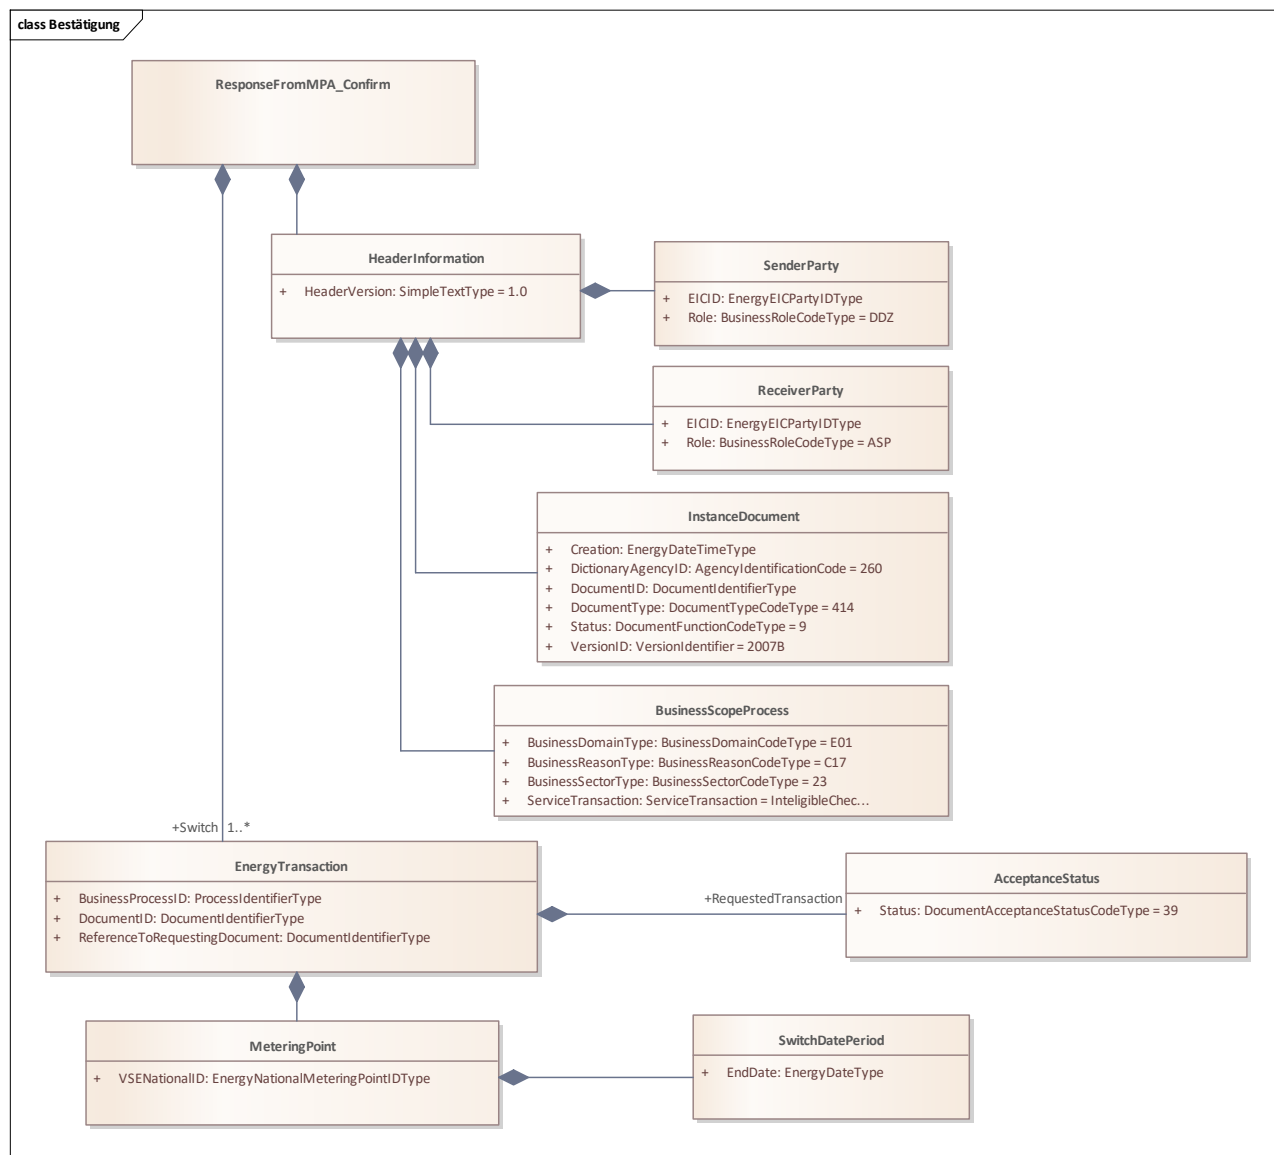 class Bestätigung
ResponseFromMPA_Confirm
HeaderInformation
+ HeaderVersion: SimpleTextType = 1.0
SenderParty
+ EICID: EnergyEICPartyIDType
+ Role: BusinessRoleCodeType = DDZ
ReceiverParty
+ EICID: EnergyEICPartyIDType
+ Role: BusinessRoleCodeType = ASP
InstanceDocument
+ Creation: EnergyDateTimeType
+ DictionaryAgencyID: AgencyIdentificationCode = 260
+ DocumentID: DocumentIdentifierType
+ DocumentType: DocumentTypeCodeType = 414
+ Status: DocumentFunctionCodeType = 9
+ VersionID: VersionIdentifier = 2007B
BusinessScopeProcess
+ BusinessDomainType: BusinessDomainCodeType = E01
+ BusinessReasonType: BusinessReasonCodeType = C17
+ BusinessSectorType: BusinessSectorCodeType = 23
+ ServiceTransaction: ServiceTransaction = InteligibleChec...
+Switch 1..*
EnergyTransaction
+ BusinessProcessID: ProcessIdentifierType
+ DocumentID: DocumentIdentifierType
+ ReferenceToRequestingDocument: DocumentIdentifierType
+RequestedTransaction
AcceptanceStatus
+ Status: DocumentAcceptanceStatusCodeType = 39
MeteringPoint
+ VSENationalID: EnergyNationalMeteringPointIDType
SwitchDatePeriod
+ EndDate: EnergyDateType